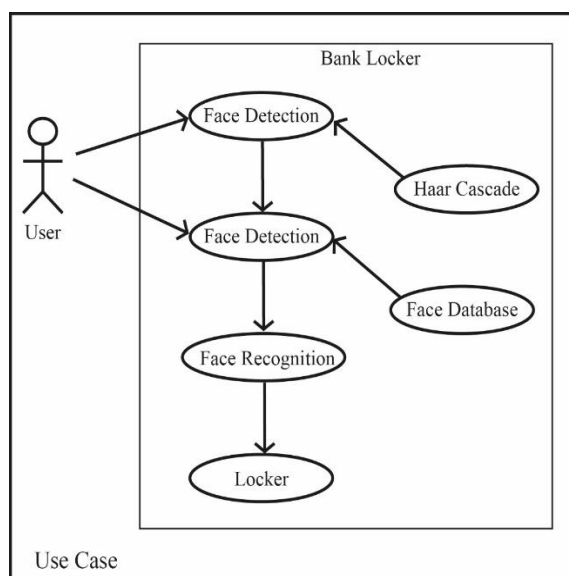 Bank Locker
Face Detection
Haar Cascade
User
Face Detection
Face Database
Face Recognition
Locker
Use Case